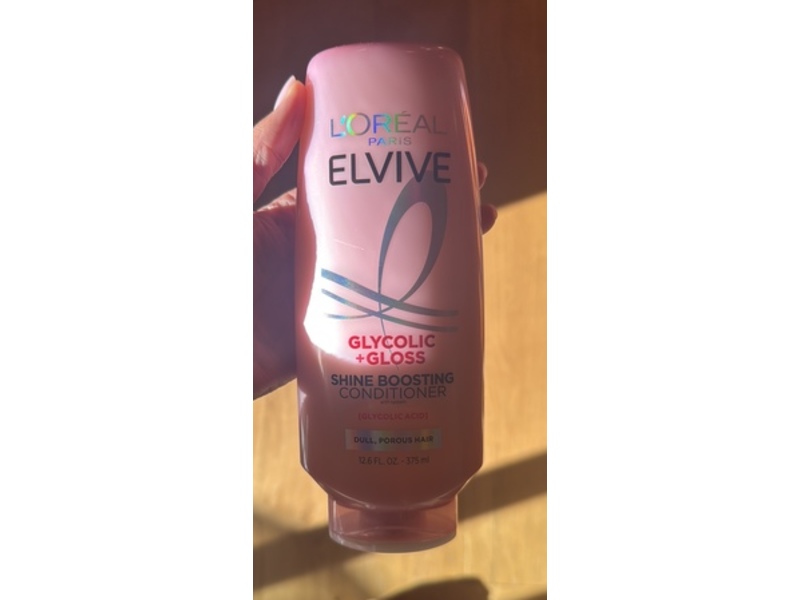 L'ORÉAL
PARIS
ELVIVE
GLYCOLIC
+GLOSS
SHINE BOOSTING
CONDITIONER
[GLYCOLIC ACID]
DULL, POROUS HAIR
12.6 FL. OZ. - 375 ml